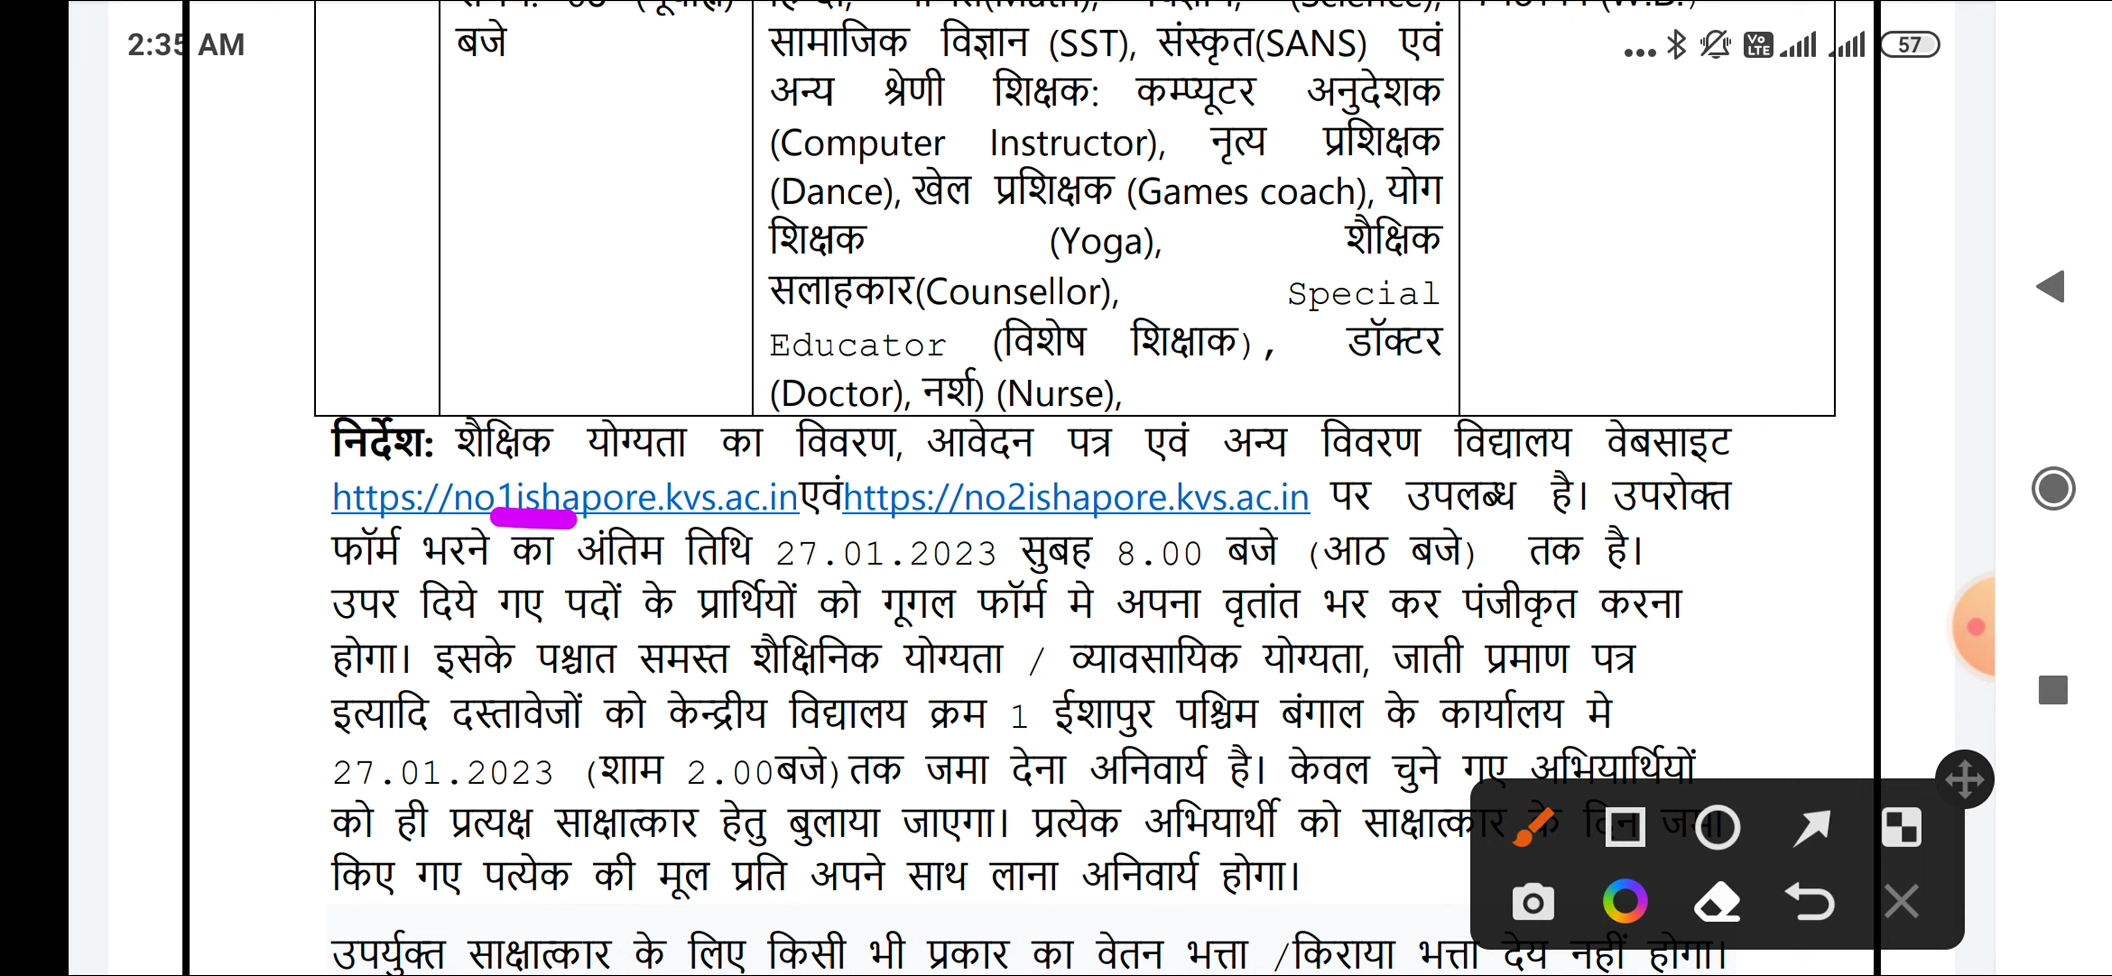 2:35 AM
57
बजे
सामाजिक विज्ञान (SST), संस्कृत(SANS) एवं
अन्य श्रेणी शिक्षक: कम्प्यूटर अनुदेशक
(Computer Instructor), नृत्य प्रशिक्षक
(Dance), खेल प्रशिक्षक (Games coach), योग
शिक्षक (Yoga), शैक्षिक
सलाहकार(Counsellor), Special
Educator (विशेष शिक्षाक), डॉक्टर
(Doctor), नर्श) (Nurse),
निर्देश: शैक्षिक योग्यता का विवरण, आवेदन पत्र एवं अन्य विवरण विद्यालय वेबसाइट
https://no1ishapore.kvs.ac.inएवंhttps://no2ishapore.kvs.ac.in पर उपलब्ध है। उपरोक्त
फॉर्म भरने का अंतिम तिथि 27.01.2023 सुबह 8.00 बजे (आठ बजे) तक है।
उपर दिये गए पदों के प्रार्थियों को गूगल फॉर्म मे अपना वृतांत भर कर पंजीकृत करना
होगा। इसके पश्चात समस्त शैक्षिनिक योग्यता / व्यावसायिक योग्यता, जाती प्रमाण पत्र
इत्यादि दस्तावेजों को केन्द्रीय विद्यालय क्रम 1 ईशापुर पश्चिम बंगाल के कार्यालय मे
27.01.2023 (शाम 2.00बजे)तक जमा देना अनिवार्य है। केवल चुने गए अभियार्थियों
को ही प्रत्यक्ष साक्षात्कार हेतु बुलाया जाएगा। प्रत्येक अभियार्थी को साक्षात्कार के दिन जमा
किए गए पत्येक की मूल प्रति अपने साथ लाना अनिवार्य होगा।
उपर्युक्त साक्षात्कार के लिए किसी भी प्रकार का वेतन भत्ता /किराया भत्ता देय नहीं होगा।